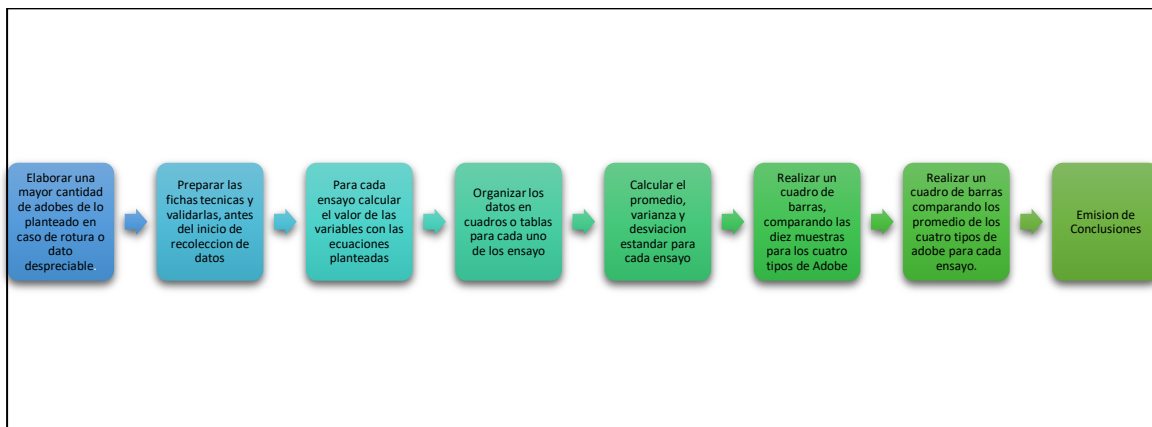 Elaborar una
mayor cantidad
de adobes de lo
planteado en
caso de rotura o
dato
despreciable.
Preparar las
fichas tecnicas y
validarlas, antes
del inicio de
recoleccion de
datos
Para cada
ensayo calcular
el valor de las
variables con las
ecuaciones
planteadas
Organizar los
datos en
cuadros o tablas
para cada uno
de los ensayo
Calcular el
promedio,
varianza y
desviacion
estandar para
cada ensayo
Realizar un
cuadro de
barras,
comparando las
diez muestras
para los cuatro
tipos de Adobe
Realizar un
cuadro de barras
comparando los
promedio de los
cuatro tipos de
adobe para cada
ensayo.
Emision de
Conclusiones